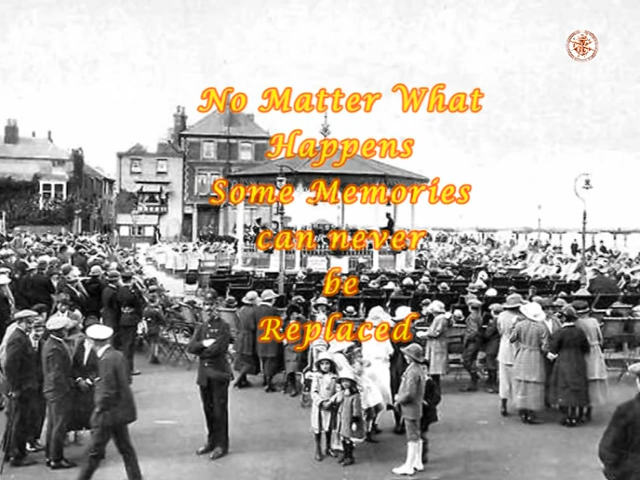 No Matter What
Happens
Some Memories
can never
be
Replaced